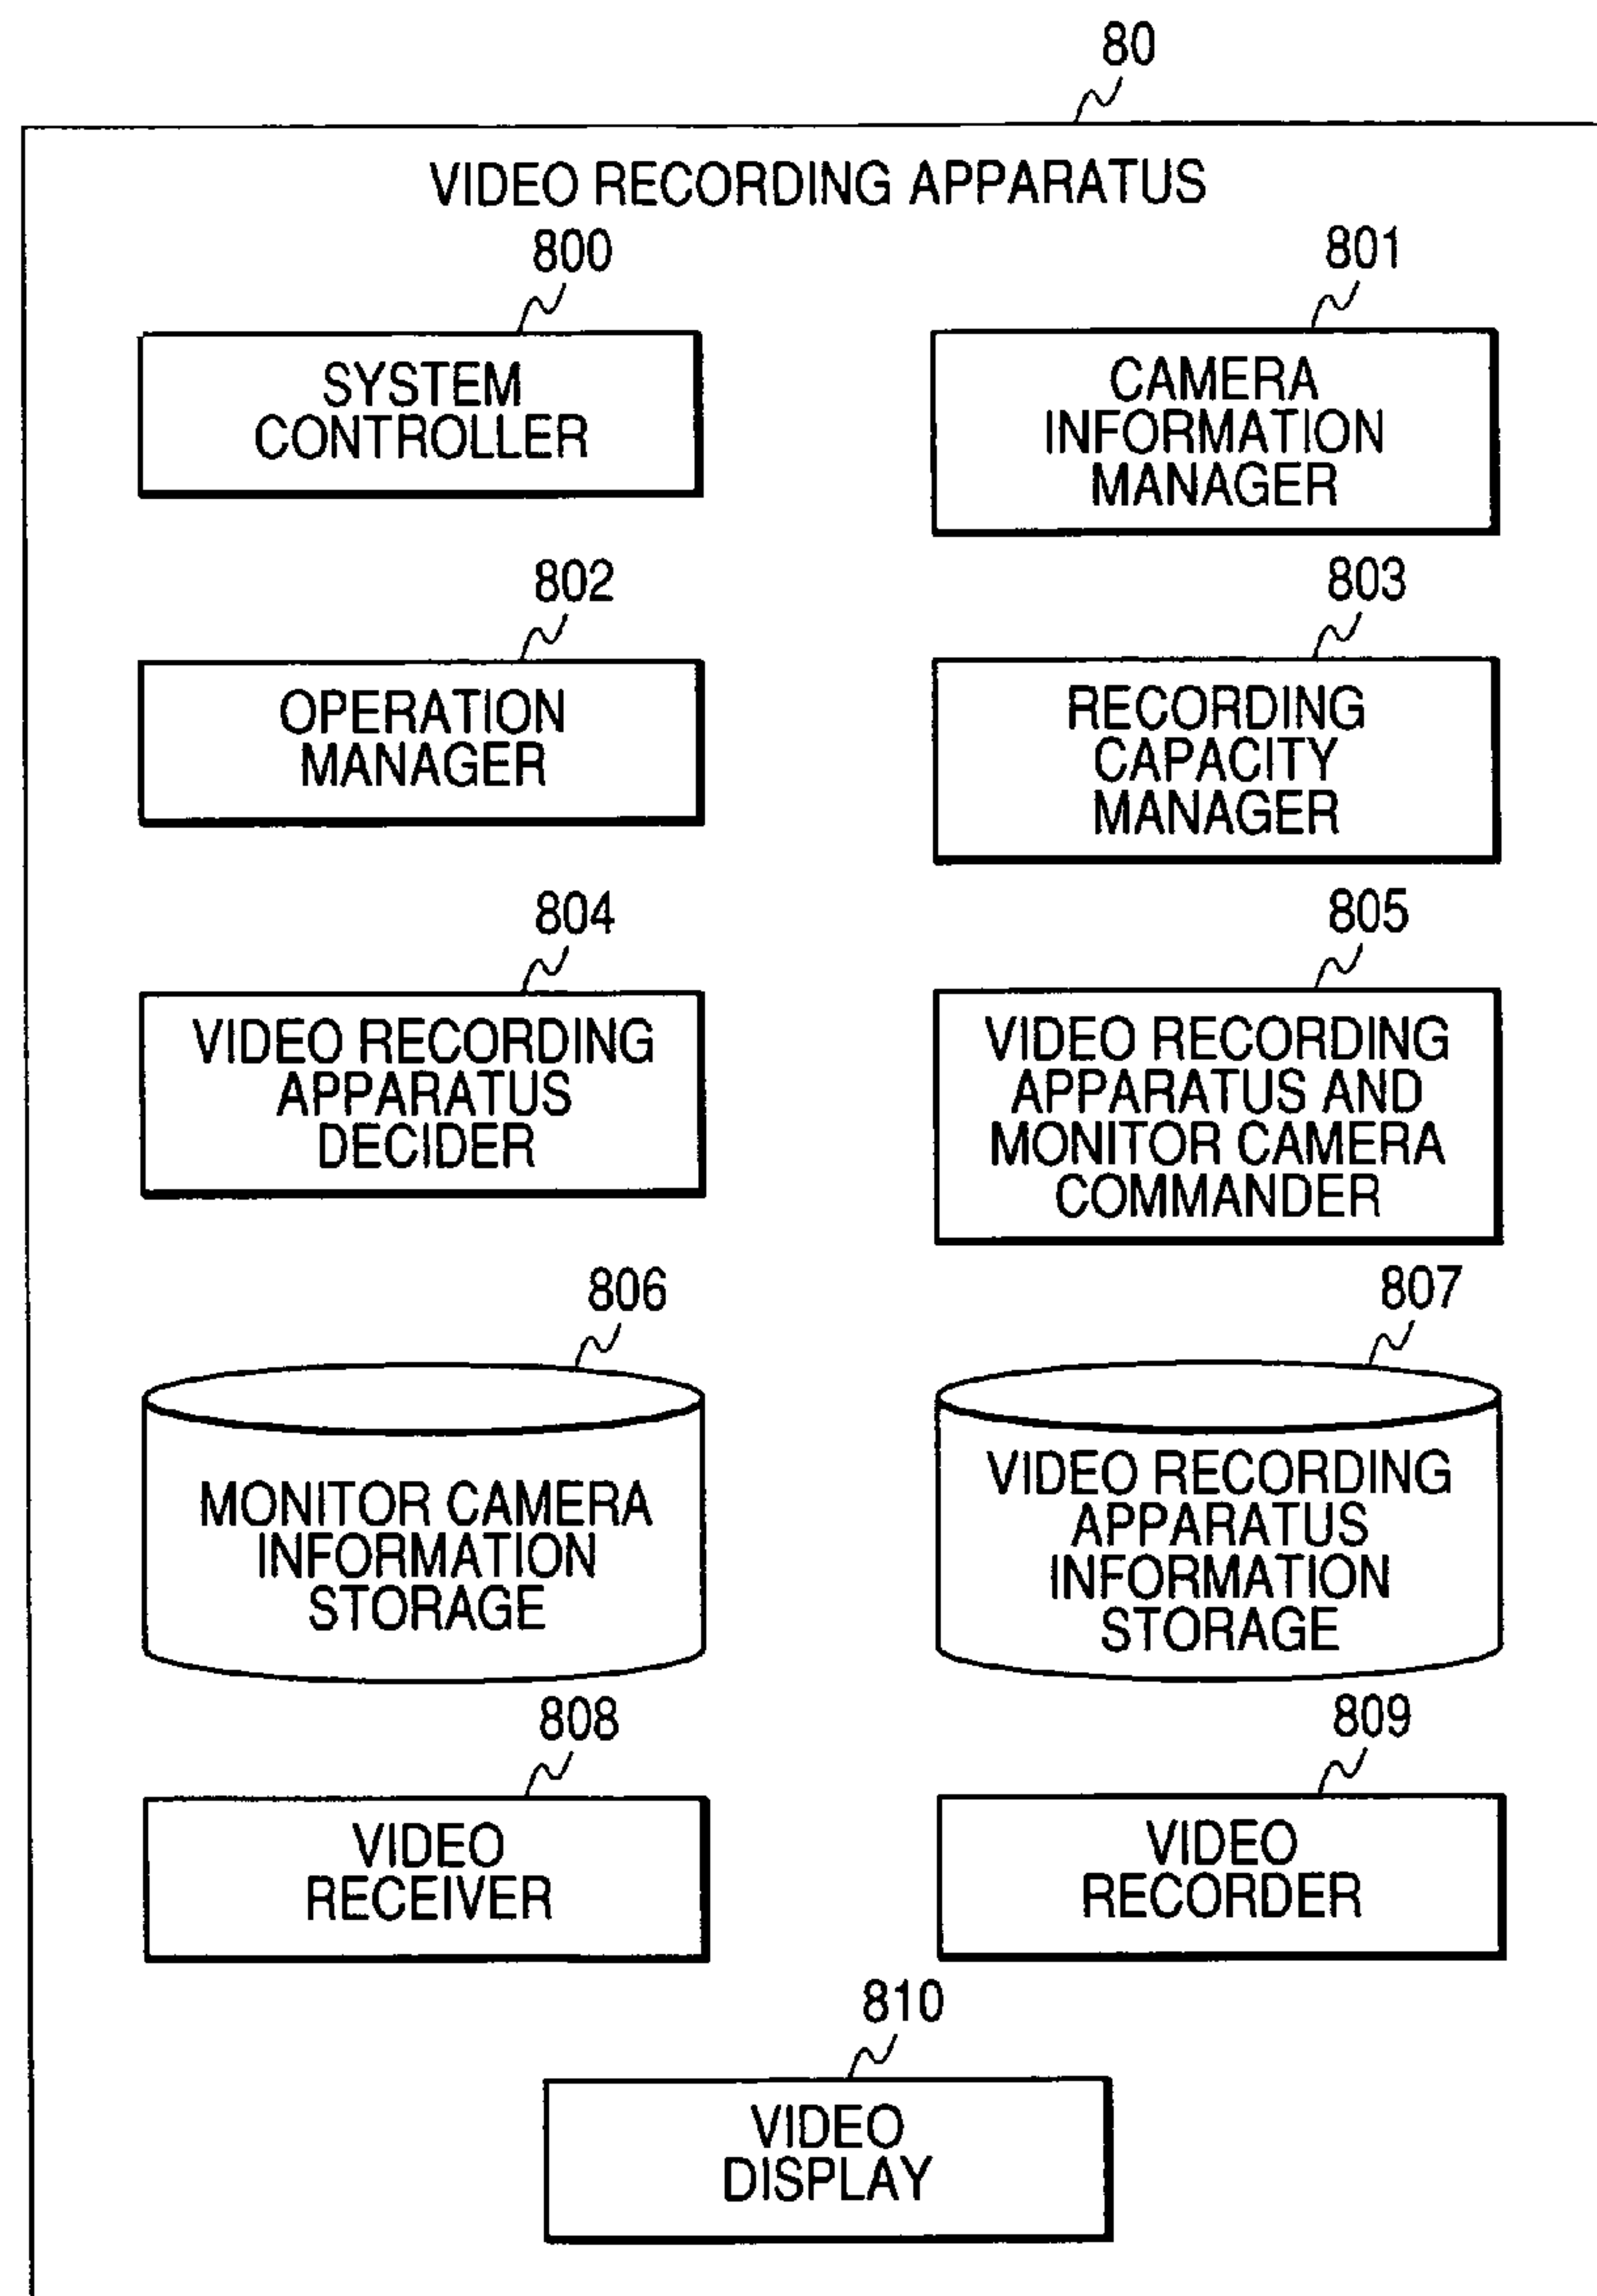 80
VIDEO RECORDING APPARATUS
800
SYSTEM
CONTROLLER
801
CAMERA
INFORMATION
MANAGER
802
OPERATION
MANAGER
803
RECORDING
CAPACITY
MANAGER
804
VIDEO RECORDING
APPARATUS
DECIDER
805
VIDEO RECORDING
APPARATUS AND
MONITOR CAMERA
COMMANDER
806
MONITOR CAMERA
INFORMATION
STORAGE
807
VIDEO RECORDING
APPARATUS
INFORMATION
STORAGE
808
VIDEO
RECEIVER
809
VIDEO
RECORDER
810
VIDEO
DISPLAY